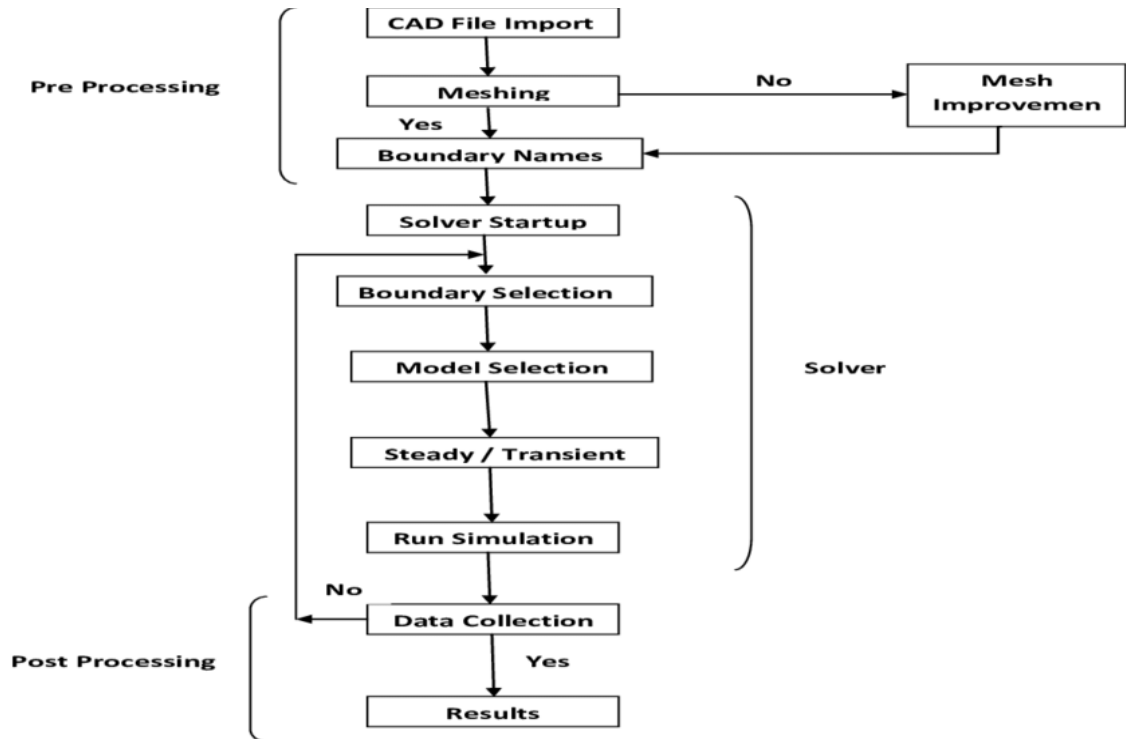 CAD File Import
Pre Processing
Meshing
No
Mesh
Improvemen
Yes
Boundary Names
Solver Startup
Boundary Selection
Model Selection
Solver
Steady / Transient
Run Simulation
No
Data Collection
Post Processing
Yes
Results